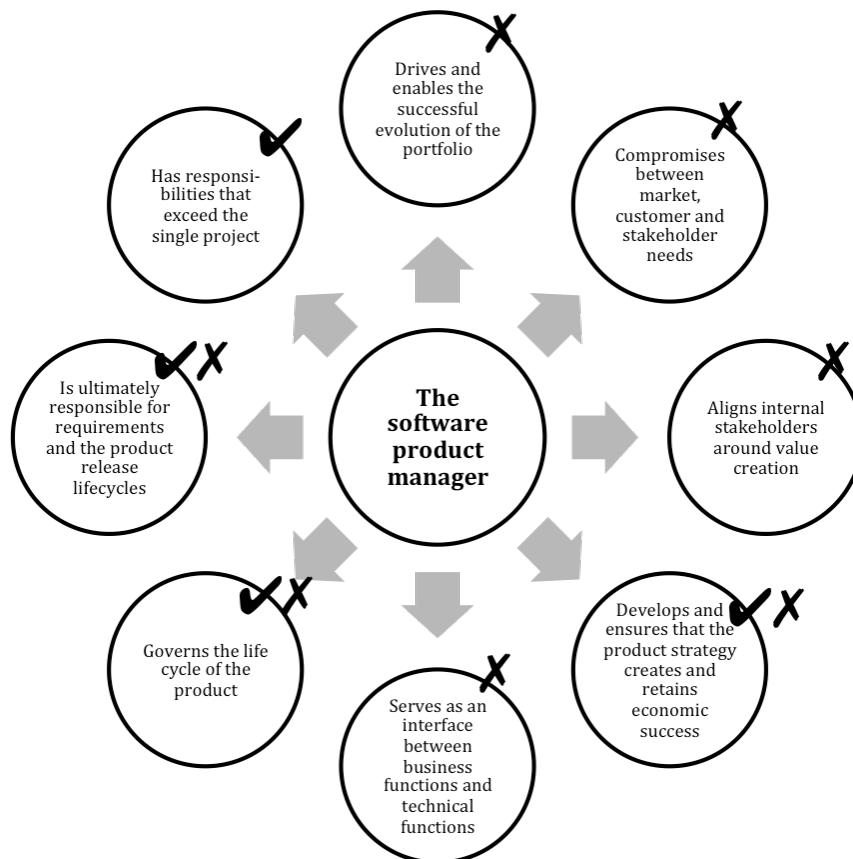 Drives and
enables the
successful
evolution of the
portfolio
Compromises
between
market,
customer and
stakeholder
needs
Aligns internal
stakeholders
around value
creation
Develops and
ensures that the
product strategy
creates and
retains
economic
success
Serves as an
interface
between
business
functions and
technical
functions
Governs the life
cycle of the
product
Is ultimately
responsible for
requirements
and the product
release
lifecycles
Has responsi-
bilities that
exceed the
single project
The
software
product
manager